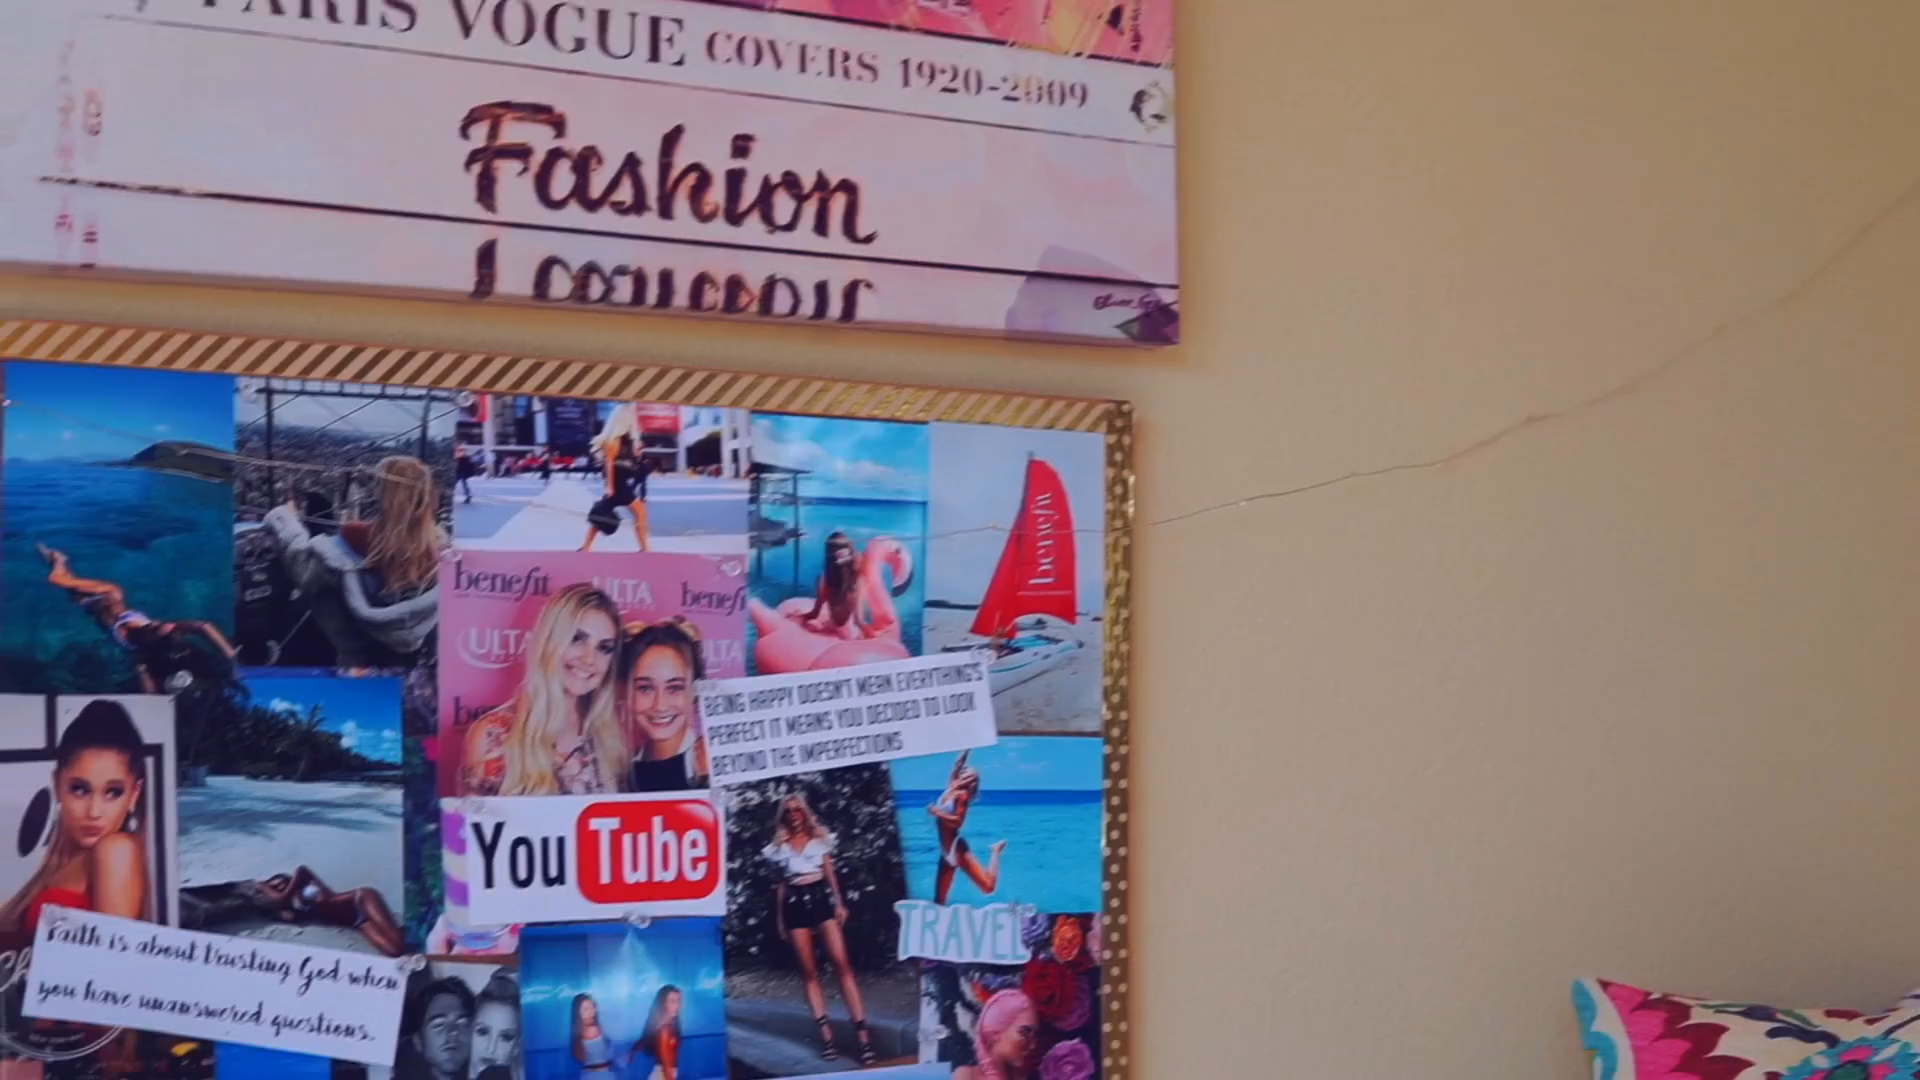 PARIS VOGUE COVERS 1920-2009
Fashion
benefit ULTA benefit
ULTA ULTA
benefit
BEING HAPPY DOESN'T MEAN EVERYTHING'S
PERFECT IT MEANS YOU DECIDED TO LOOK
BEYOND THE IMPERFECTIONS
YouTube
TRAVEL
Faith is about trusting God when
you have unanswered questions.